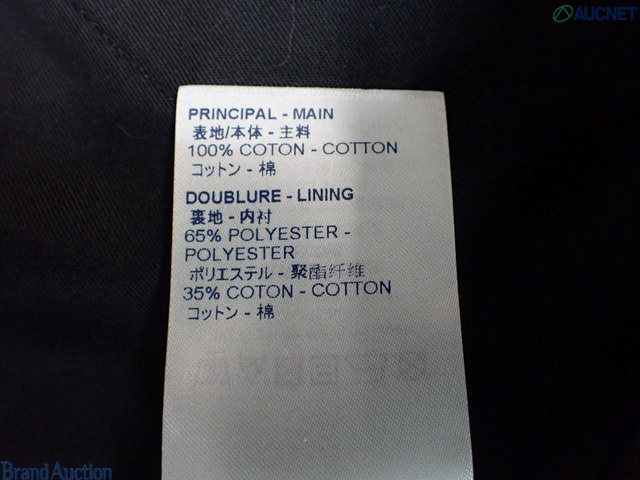 AUCNET
PRINCIPAL - MAIN
表地/本体 - 主料
100% COTON - COTTON
コットン - 棉
DOUBLURE - LINING
裏地 - 内衬
65% POLYESTER -
POLYESTER
ポリエステル - 聚酯纤维
35% COTON - COTTON
コットン - 棉
Brand Auction